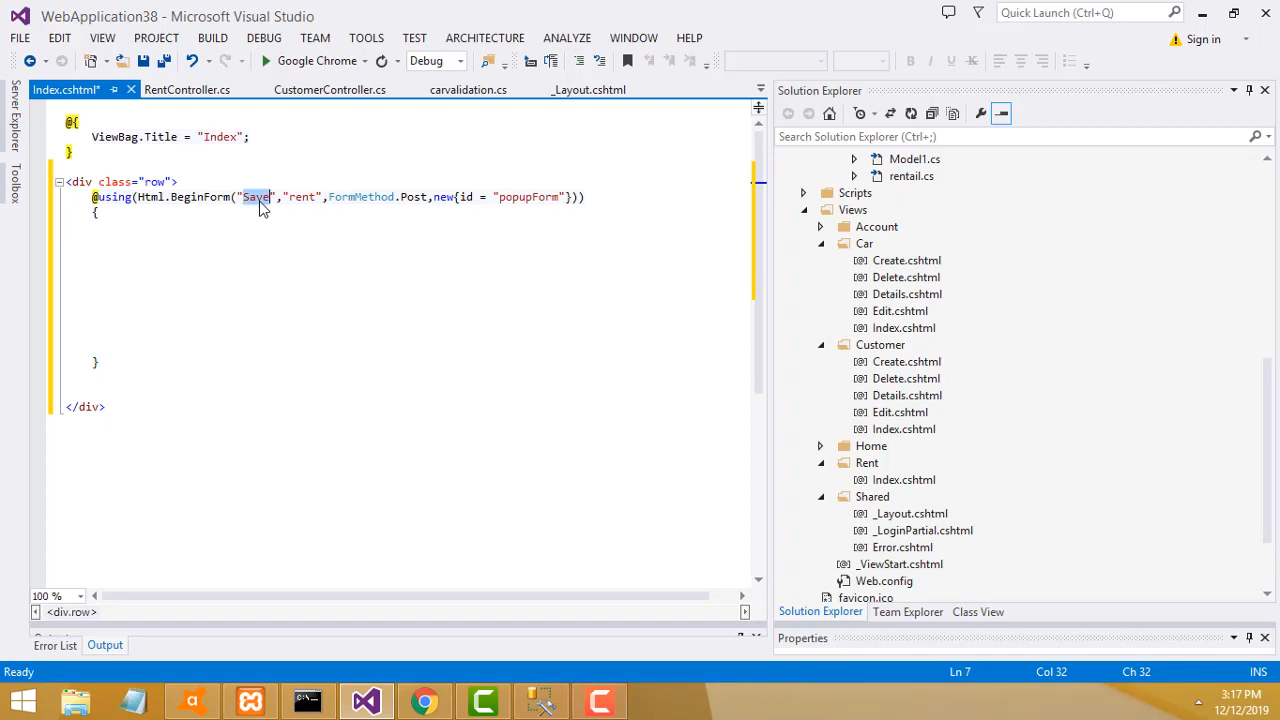 WebApplication38 - Microsoft Visual Studio
Quick Launch (Ctrl+Q)
FILE EDIT VIEW PROJECT BUILD DEBUG TEAM TOOLS TEST ARCHITECTURE ANALYZE WINDOW HELP
Sign in
Google Chrome
Debug
Server Explorer
Toolbox
Index.cshtml*
RentController.cs
CustomerController.cs
carvalidation.cs
_Layout.cshtml
@{
ViewBag.Title = "Index";
}
<div class="row">
@using(Html.BeginForm("Save","rent",FormMethod.Post,new{id = "popupForm"}))
{
}
</div>
100 %
<div.row>
Error List
Output
Solution Explorer
Search Solution Explorer (Ctrl+;)
Model1.cs
rentail.cs
Scripts
Views
Account
Car
Create.cshtml
Delete.cshtml
Details.cshtml
Edit.cshtml
Index.cshtml
Customer
Create.cshtml
Delete.cshtml
Details.cshtml
Edit.cshtml
Index.cshtml
Home
Rent
Index.cshtml
Shared
_Layout.cshtml
_LoginPartial.cshtml
Error.cshtml
_ViewStart.cshtml
Web.config
favicon.ico
Solution Explorer
Team Explorer
Class View
Properties
Ready
Ln 7
Col 32
Ch 32
INS
3:17 PM
12/12/2019